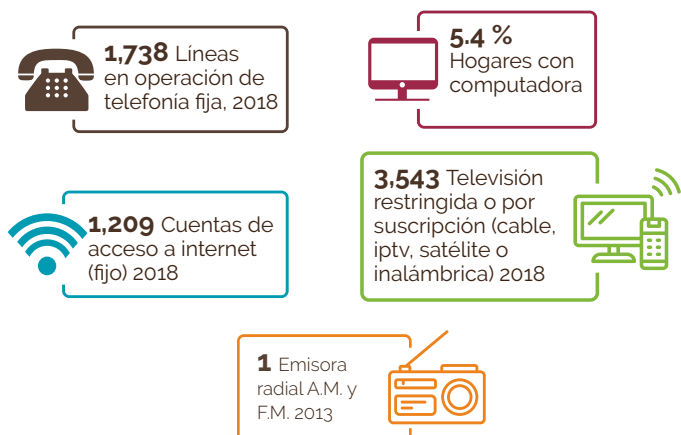 1,738 Líneas
en operación de
telefonía fija, 2018
5.4 %
Hogares con
computadora
1,209 Cuentas de
acceso a internet
(fijo) 2018
3,543 Televisión
restringida o por
suscripción (cable,
iptv, satélite o
inalámbrica) 2018
1 Emisora
radial A.M. y
F.M. 2013